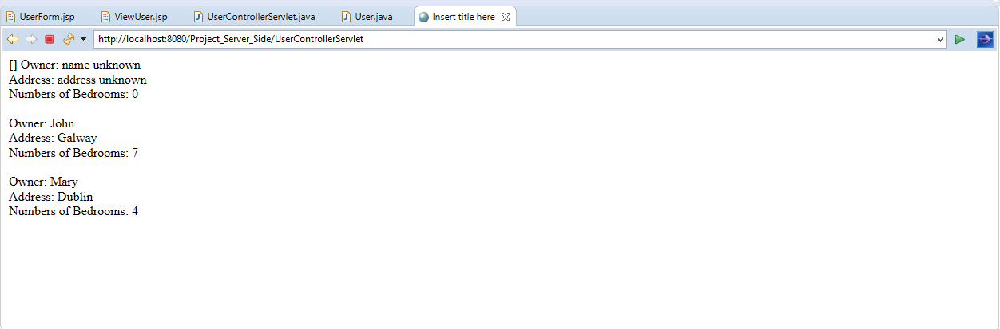 UserForm.jsp ViewUser.jsp UserControllerServlet.java User.java Insert title here
http://localhost:8080/Project_Server_Side/UserControllerServlet
[] Owner: name unknown
Address: address unknown
Numbers of Bedrooms: 0
Owner: John
Address: Galway
Numbers of Bedrooms: 7
Owner: Mary
Address: Dublin
Numbers of Bedrooms: 4